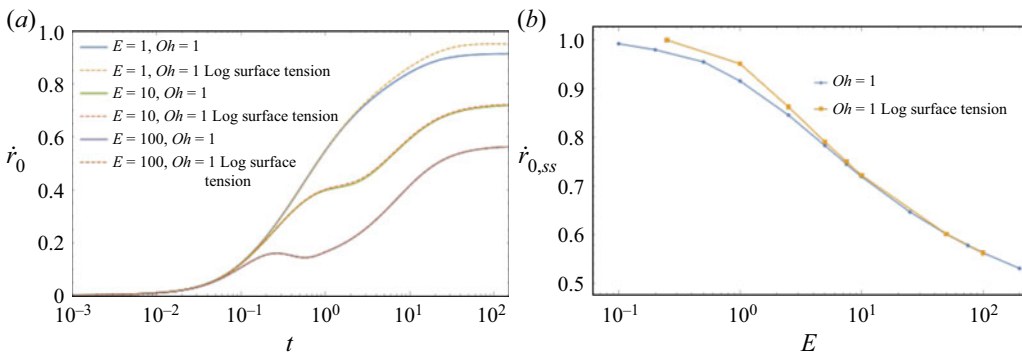 (a)
1.0
0.8
0.6
0.4
0.2
0
ṙ0
E = 1, Oh = 1
E = 1, Oh = 1 Log surface tension
E = 10, Oh = 1
E = 10, Oh = 1 Log surface tension
E = 100, Oh = 1
E = 100, Oh = 1 Log surface
tension
10−3 10−2 10−1 100 101 102
t
(b)
1.0
0.9
0.8
0.7
0.6
0.5
ṙ0,ss
Oh = 1
Oh = 1 Log surface tension
10−1 100 101 102
E